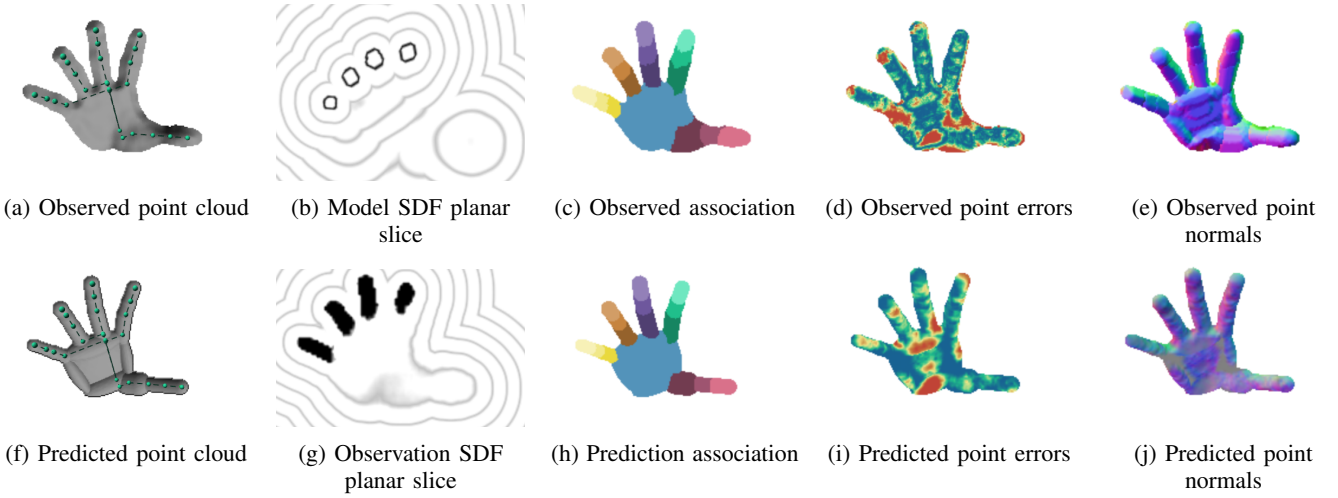 (a) Observed point cloud
(b) Model SDF planar
slice
(c) Observed association
(d) Observed point errors
(e) Observed point
normals
(f) Predicted point cloud
(g) Observation SDF
planar slice
(h) Prediction association
(i) Predicted point errors
(j) Predicted point
normals